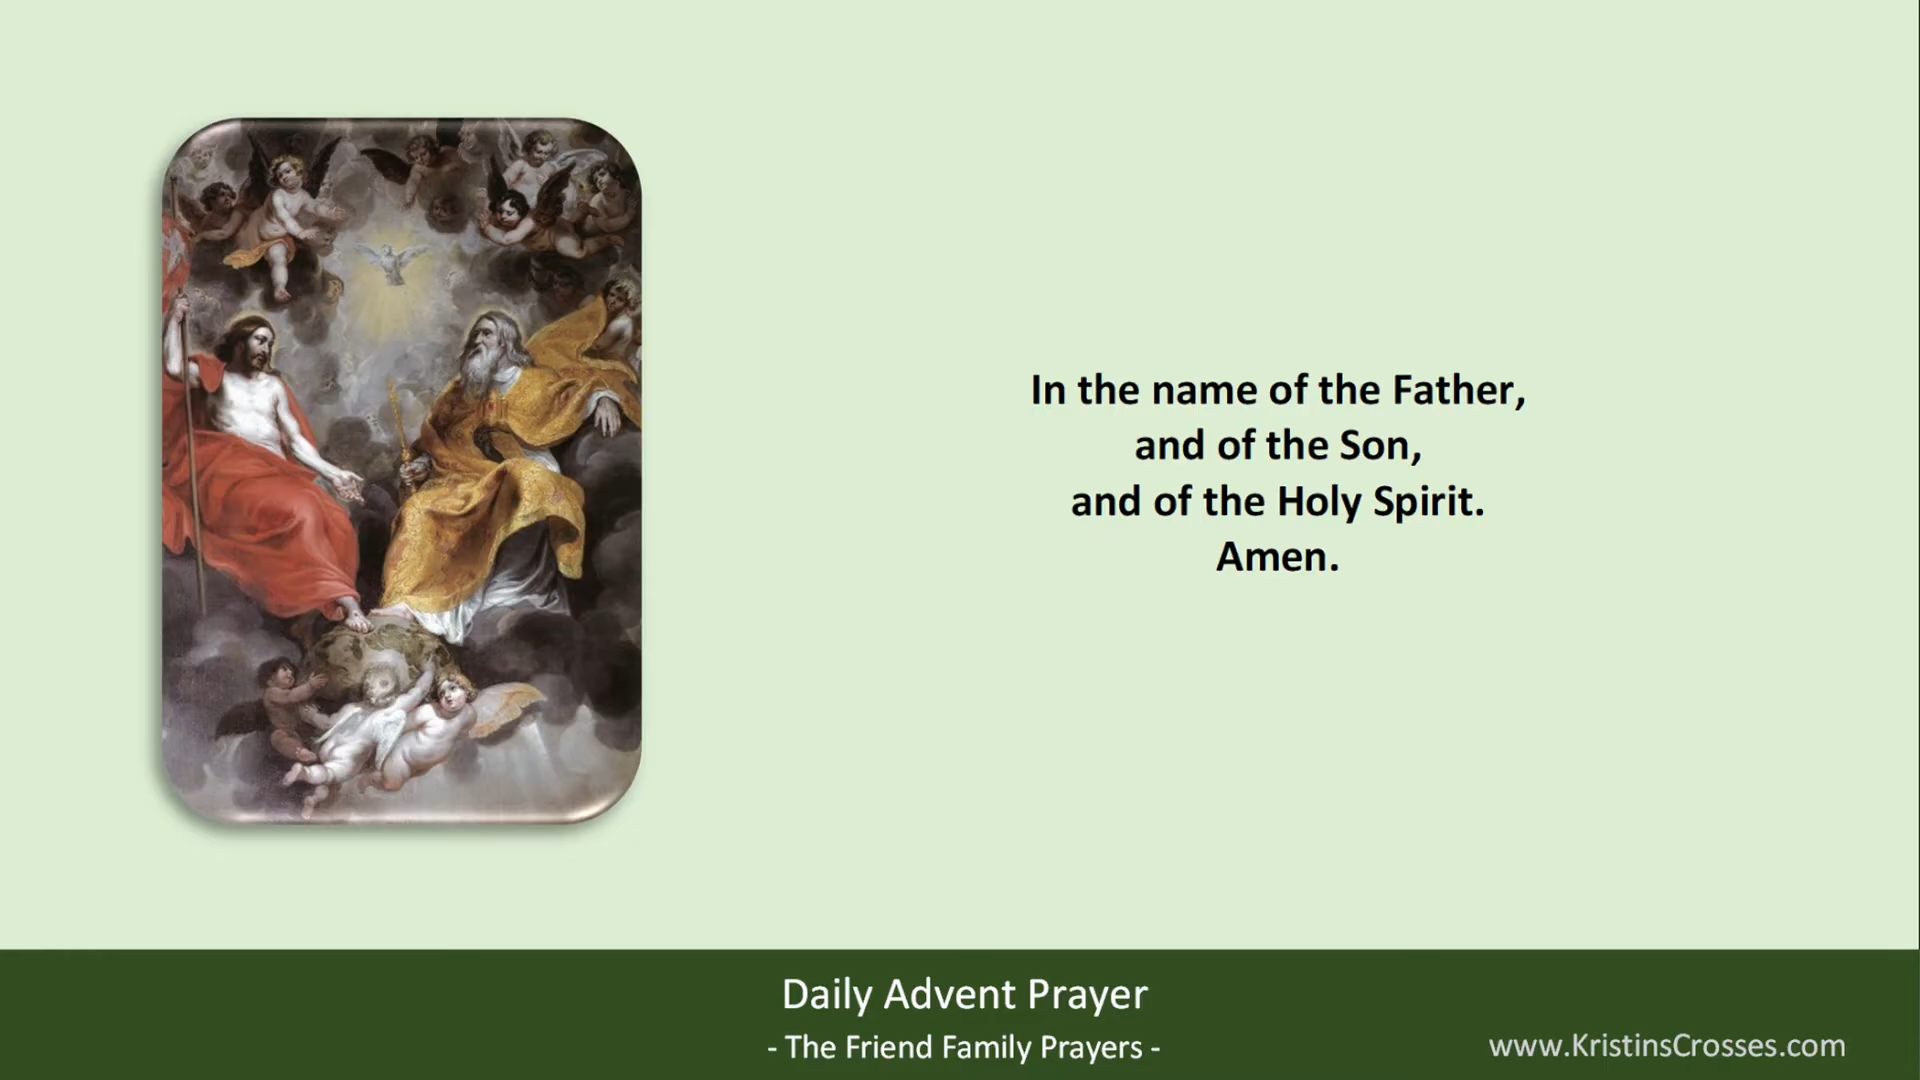 In the name of the Father,
and of the Son,
and of the Holy Spirit.
Amen.
Daily Advent Prayer
- The Friend Family Prayers -
www.KristinsCrosses.com